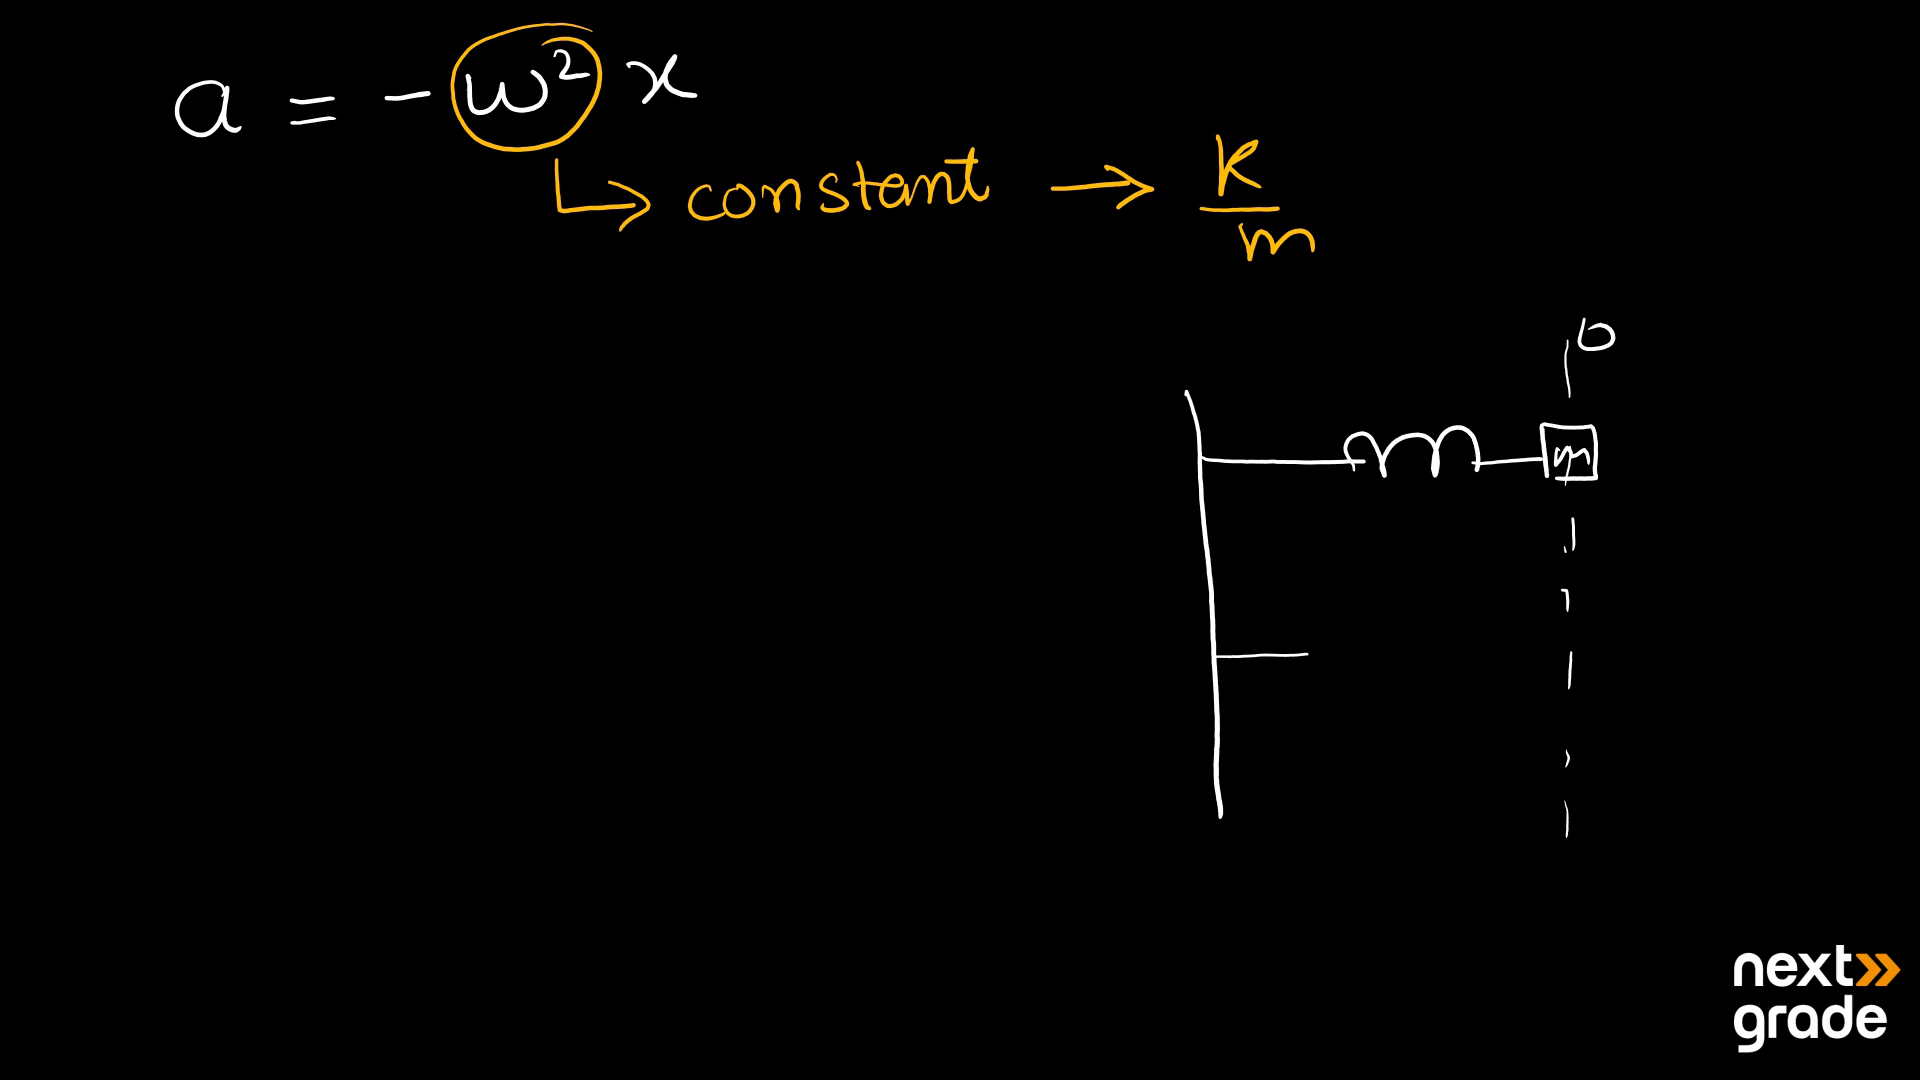 a = - ω² x
constant → k/m
0
m
next
grade